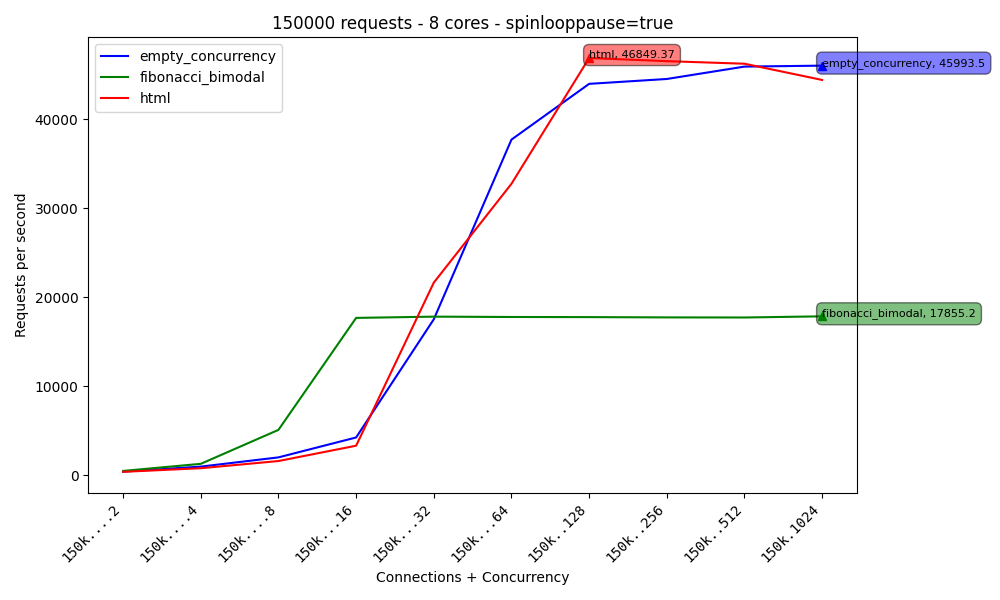 150000 requests - 8 cores - spinlooppause=true
empty_concurrency
fibonacci_bimodal
html
html, 46849.37
empty_concurrency, 45993.5
fibonacci_bimodal, 17855.2
Requests per second
40000
30000
20000
10000
0
150k....2
150k....4
150k....8
150k...16
150k...32
150k...64
150k..128
150k..256
150k..512
150k.1024
Connections + Concurrency